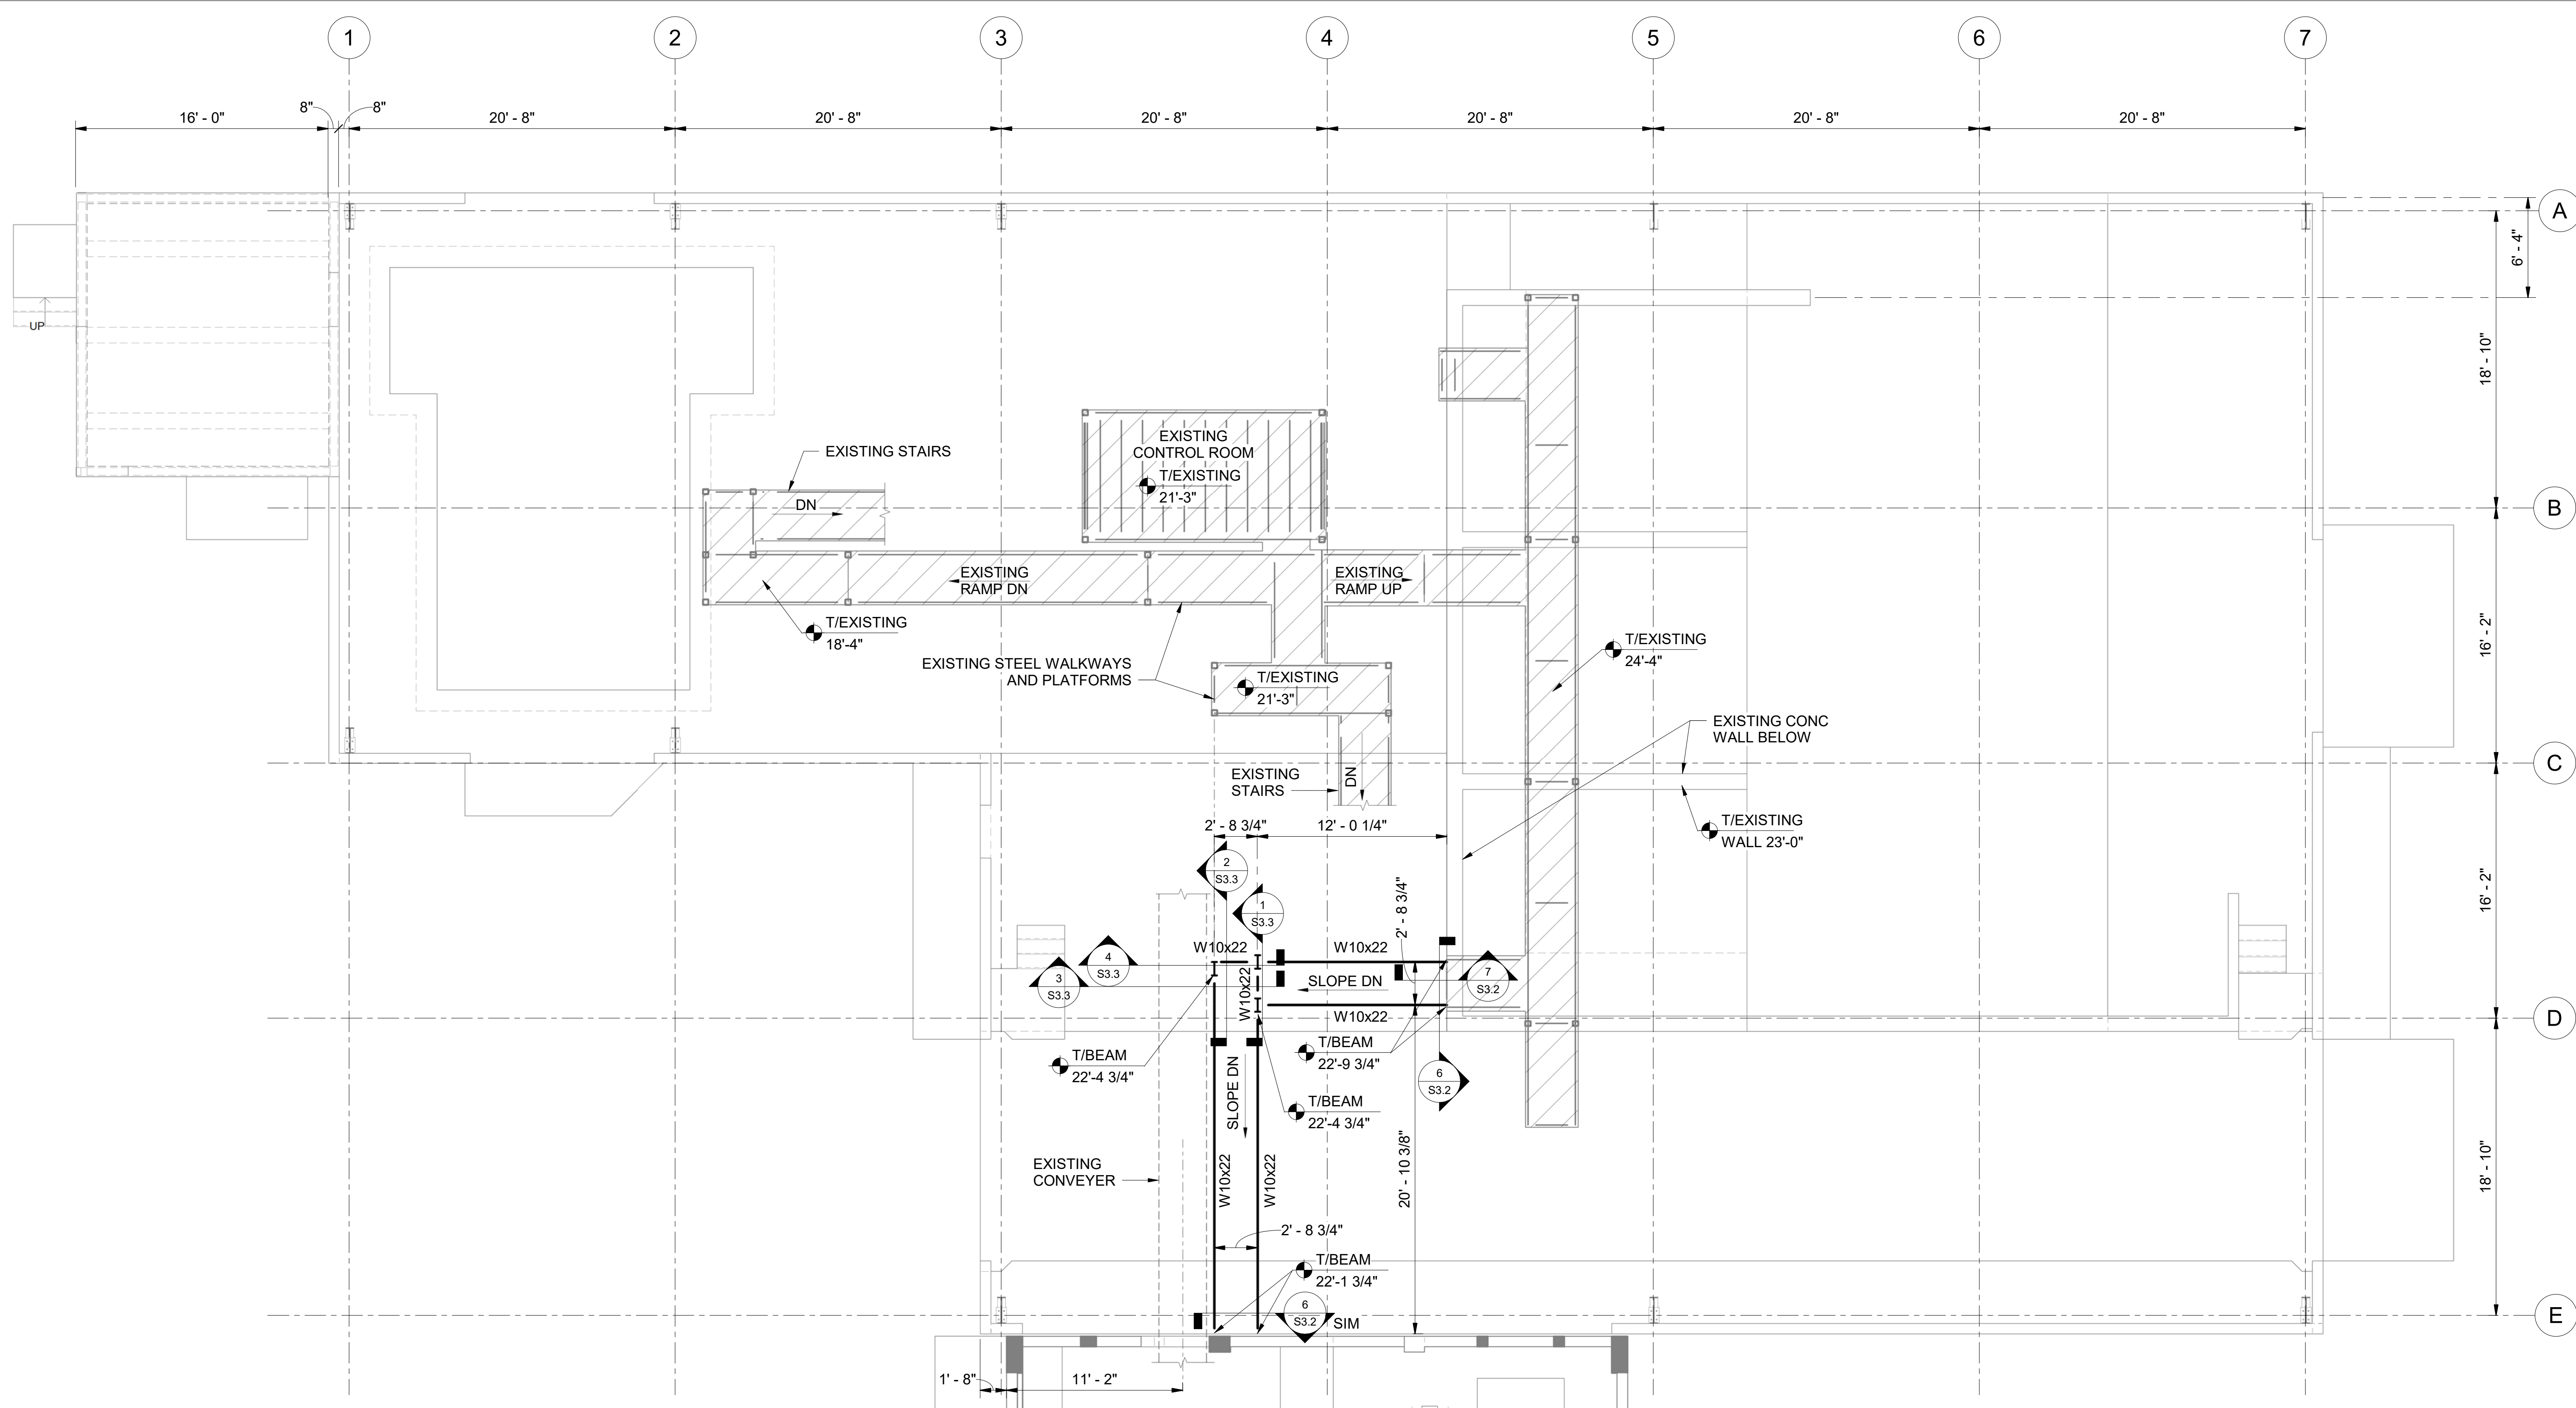 1
2
3
4
5
6
7
16' - 0"
8"
8"
20' - 8"
20' - 8"
20' - 8"
20' - 8"
20' - 8"
20' - 8"
A
6' - 4"
UP
18' - 10"
EXISTING STAIRS
DN
EXISTING
CONTROL ROOM
T/EXISTING
21'-3"
B
EXISTING
RAMP DN
EXISTING
RAMP UP
T/EXISTING
18'-4"
16' - 2"
T/EXISTING
24'-4"
EXISTING STEEL WALKWAYS
AND PLATFORMS
T/EXISTING
21'-3"
EXISTING CONC
WALL BELOW
C
EXISTING
STAIRS
DN
T/EXISTING
WALL 23'-0"
2' - 8 3/4"
12' - 0 1/4"
2
S3.3
1
S3.3
2' - 8 3/4"
16' - 2"
W10x22
W10x22
4
S3.3
3
S3.3
W10x22
SLOPE DN
7
S3.2
W10x22
D
T/BEAM
22'-4 3/4"
T/BEAM
22'-9 3/4"
6
S3.2
SLOPE DN
T/BEAM
22'-4 3/4"
EXISTING
CONVEYER
W10x22
W10x22
20' - 10 3/8"
18' - 10"
2' - 8 3/4"
T/BEAM
22'-1 3/4"
6
S3.2
SIM
E
1' - 8"
11' - 2"